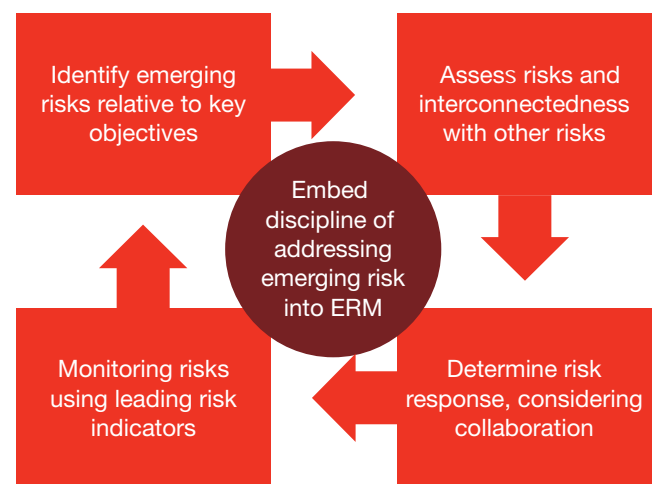 Identify emerging
risks relative to key
objectives
Assess risks and
interconnectedness
with other risks
Embed
discipline of
addressing
emerging risk
into ERM
Monitoring risks
using leading risk
indicators
Determine risk
response, considering
collaboration